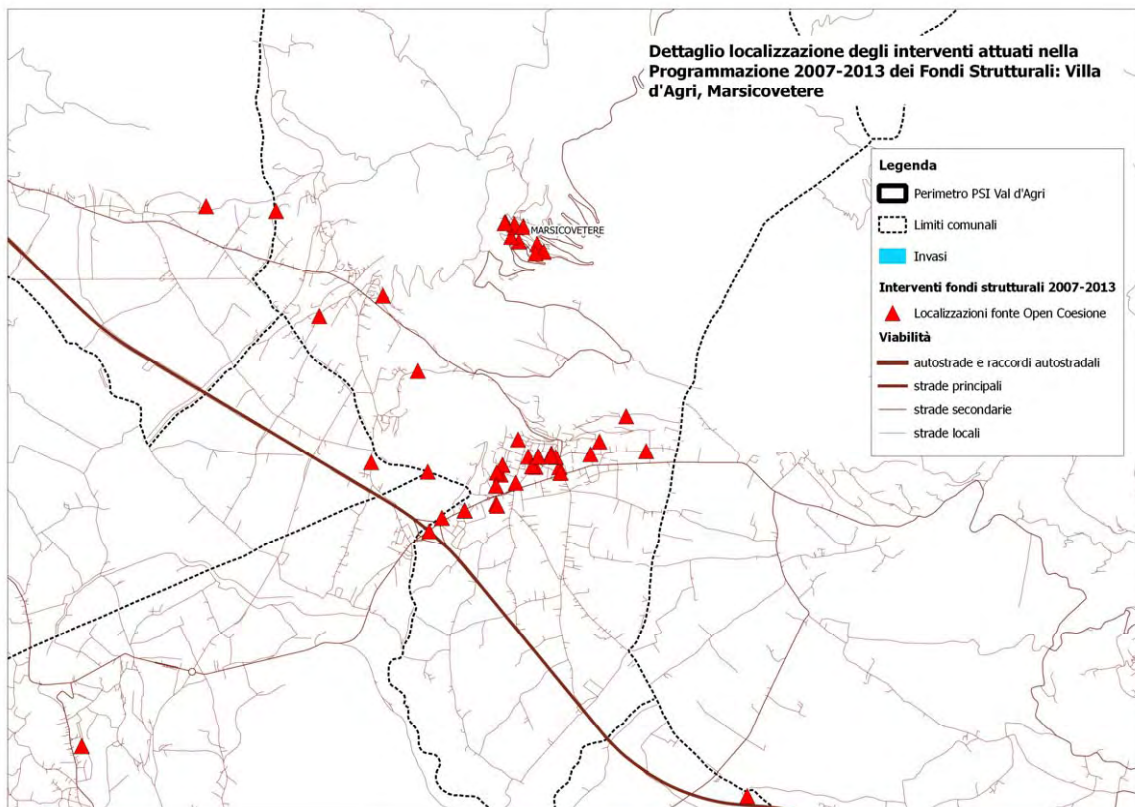 Dettaglio localizzazione degli interventi attuati nella
Programmazione 2007-2013 dei Fondi Strutturali: Villa
d'Agri, Marsicovetere
Legenda
Perimetro PSI Val d'Agri
Limiti comunali
Invasi
Interventi fondi strutturali 2007-2013
Localizzazioni fonte Open Coesione
Viabilità
autostrade e raccordi autostradali
strade principali
strade secondarie
strade locali
MARSICOVETERE